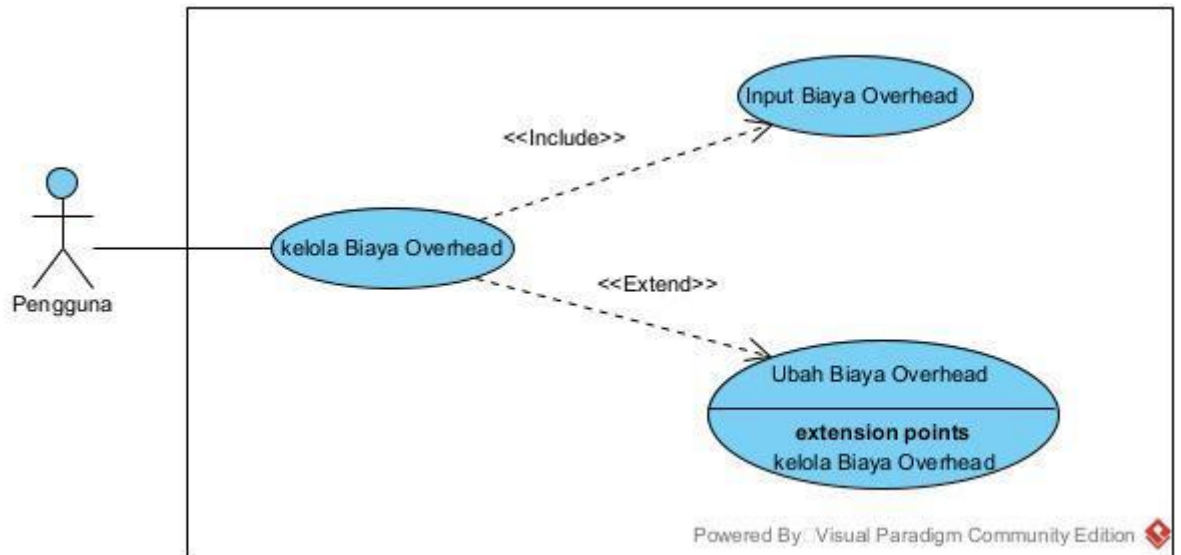 Input Biaya Overhead
<<Include>>
kelola Biaya Overhead
<<Extend>>
Pengguna
Ubah Biaya Overhead
extension points
kelola Biaya Overhead
Powered By Visual Paradigm Community Edition